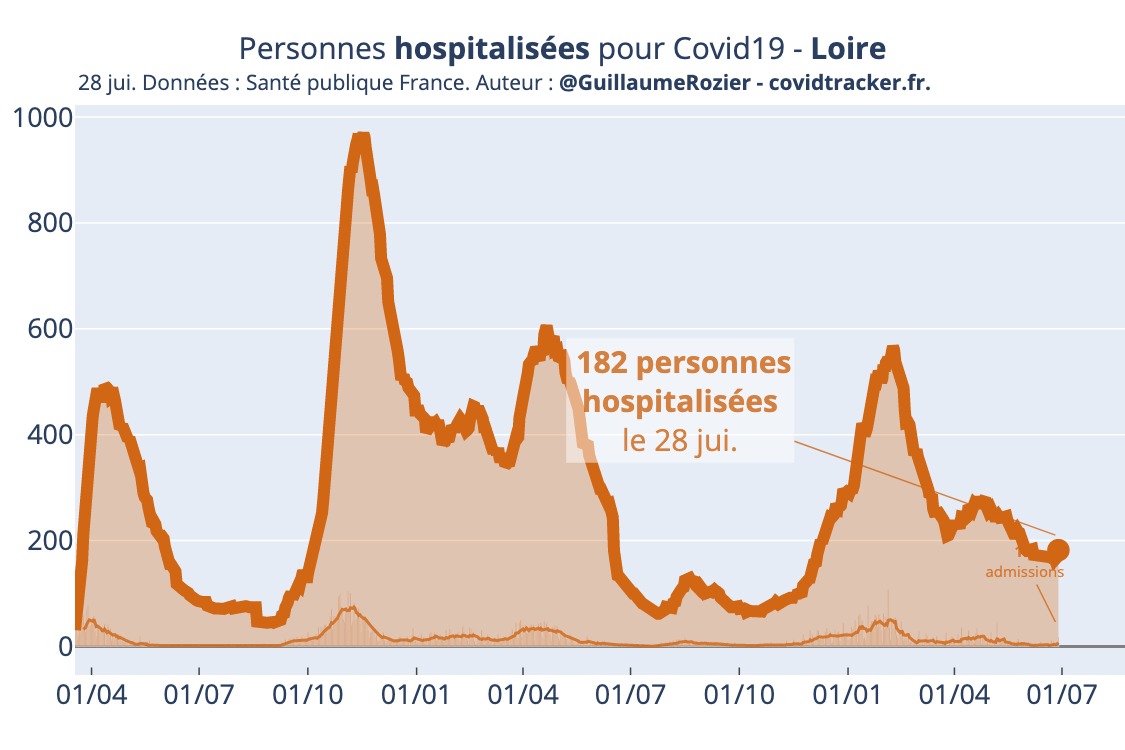 Personnes hospitalisées pour Covid19 - Loire
28 jui. Données : Santé publique France. Auteur : @GuillaumeRozier - covidtracker.fr.
1000
800
600
400
200
0
182 personnes
hospitalisées
le 28 jui.
admissions
01/04 01/07 01/10 01/01 01/04 01/07 01/10 01/01 01/04 01/07